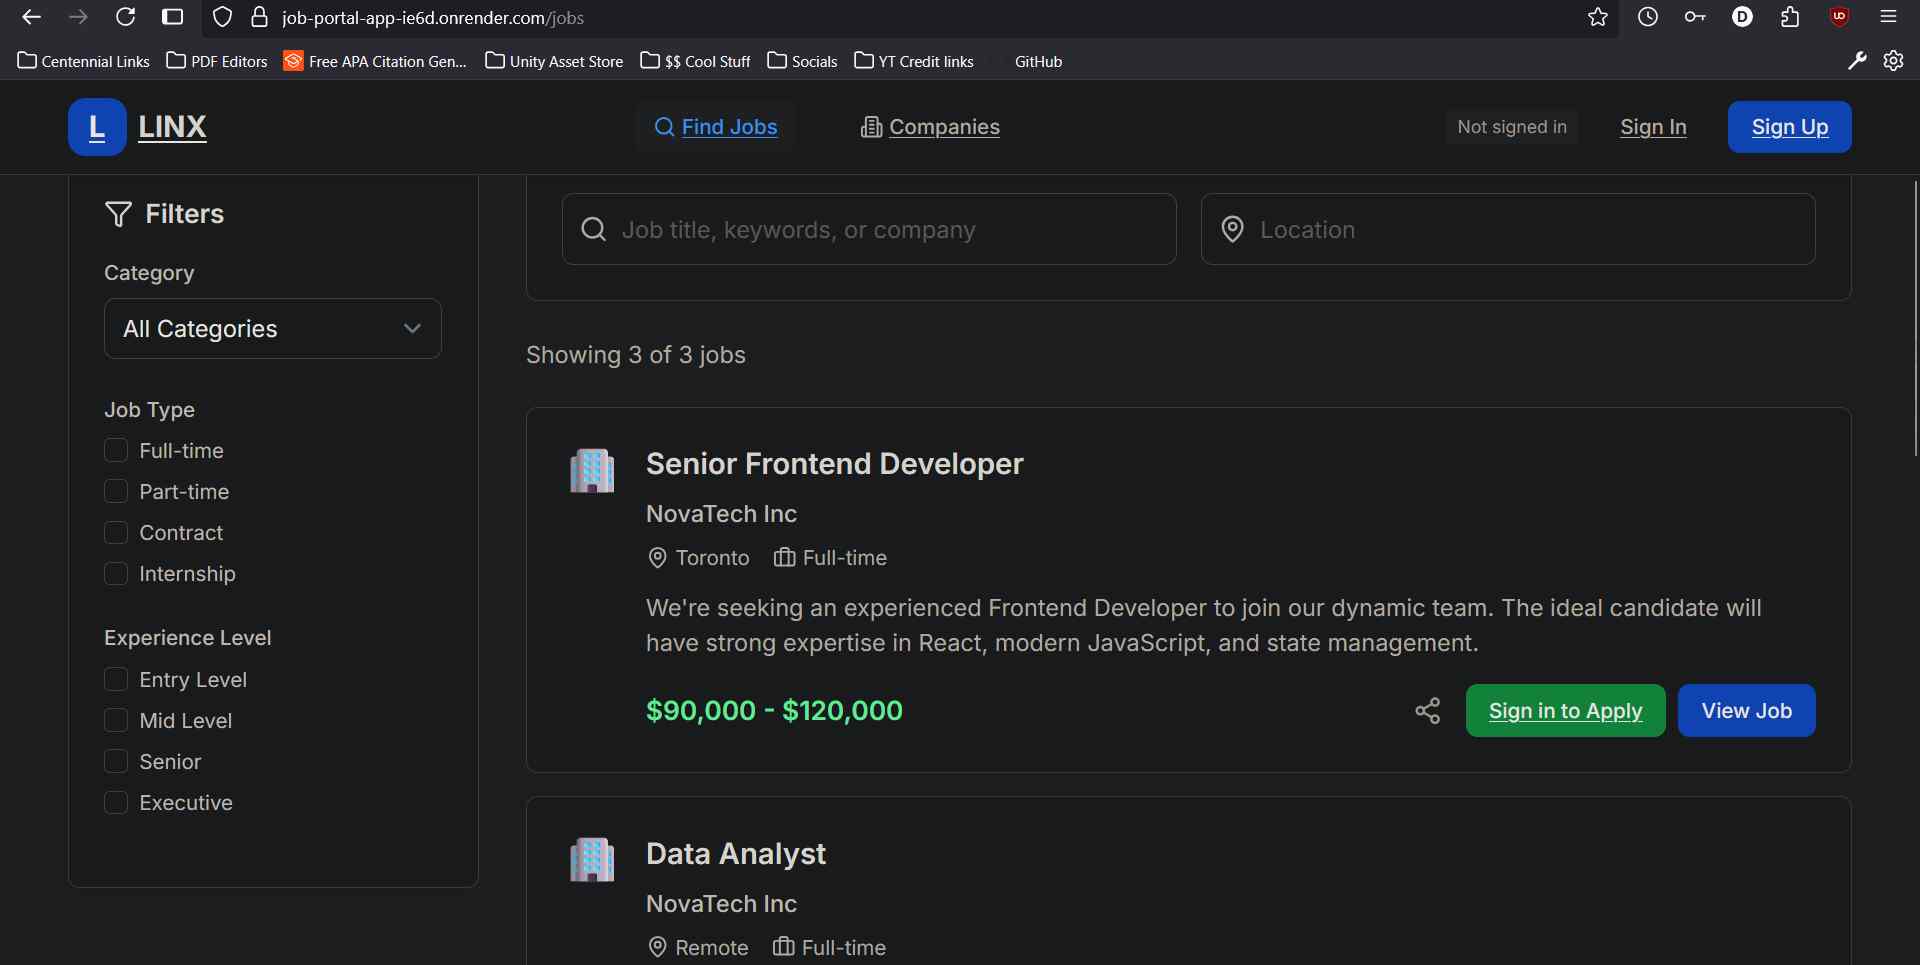 job-portal-app-ie6d.onrender.com/jobs
D
UD
Centennial Links
PDF Editors
Free APA Citation Gen...
Unity Asset Store
$$ Cool Stuff
Socials
YT Credit links
GitHub
L
LINX
Find Jobs
Companies
Not signed in
Sign In
Sign Up
Filters
Category
All Categories
Job Type
Full-time
Part-time
Contract
Internship
Experience Level
Entry Level
Mid Level
Senior
Executive
Job title, keywords, or company
Location
Showing 3 of 3 jobs
Senior Frontend Developer
NovaTech Inc
Toronto
Full-time
We're seeking an experienced Frontend Developer to join our dynamic team. The ideal candidate will
have strong expertise in React, modern JavaScript, and state management.
$90,000 - $120,000
Sign in to Apply
View Job
Data Analyst
NovaTech Inc
Remote
Full-time